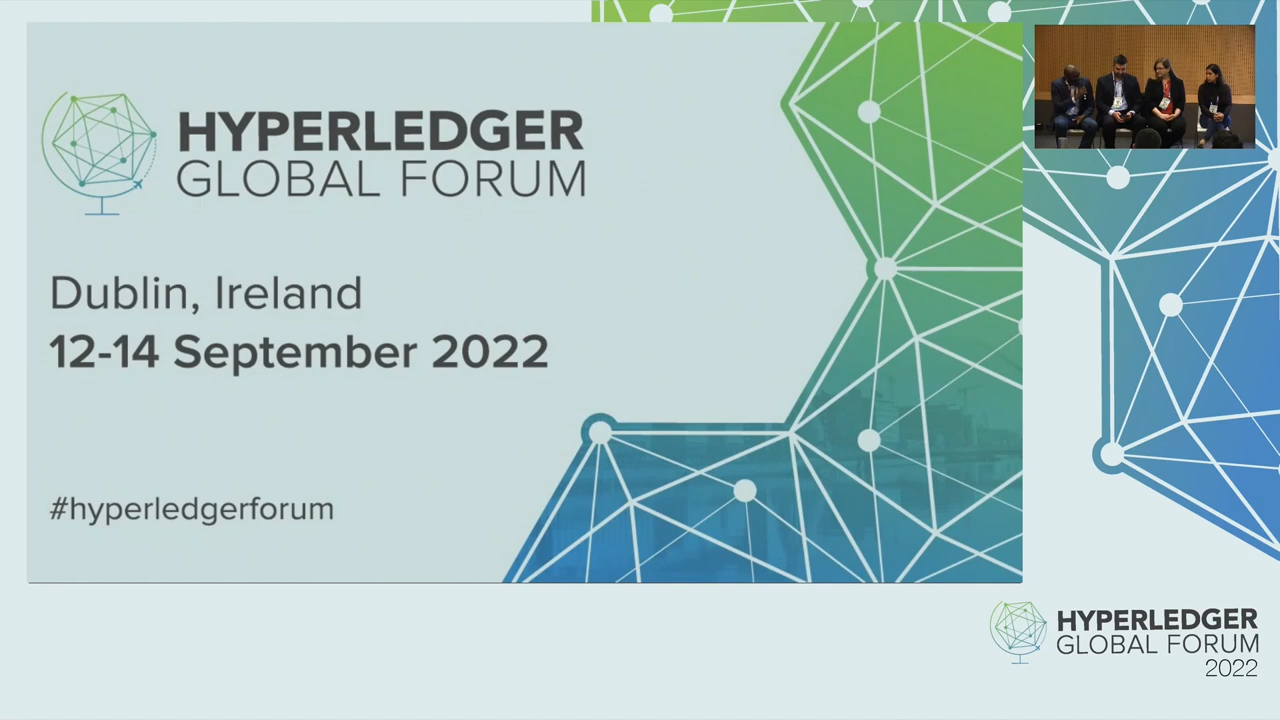 HYPERLEDGER
GLOBAL FORUM
Dublin, Ireland
12-14 September 2022
#hyperledgerforum
HYPERLEDGER
GLOBAL FORUM
2022